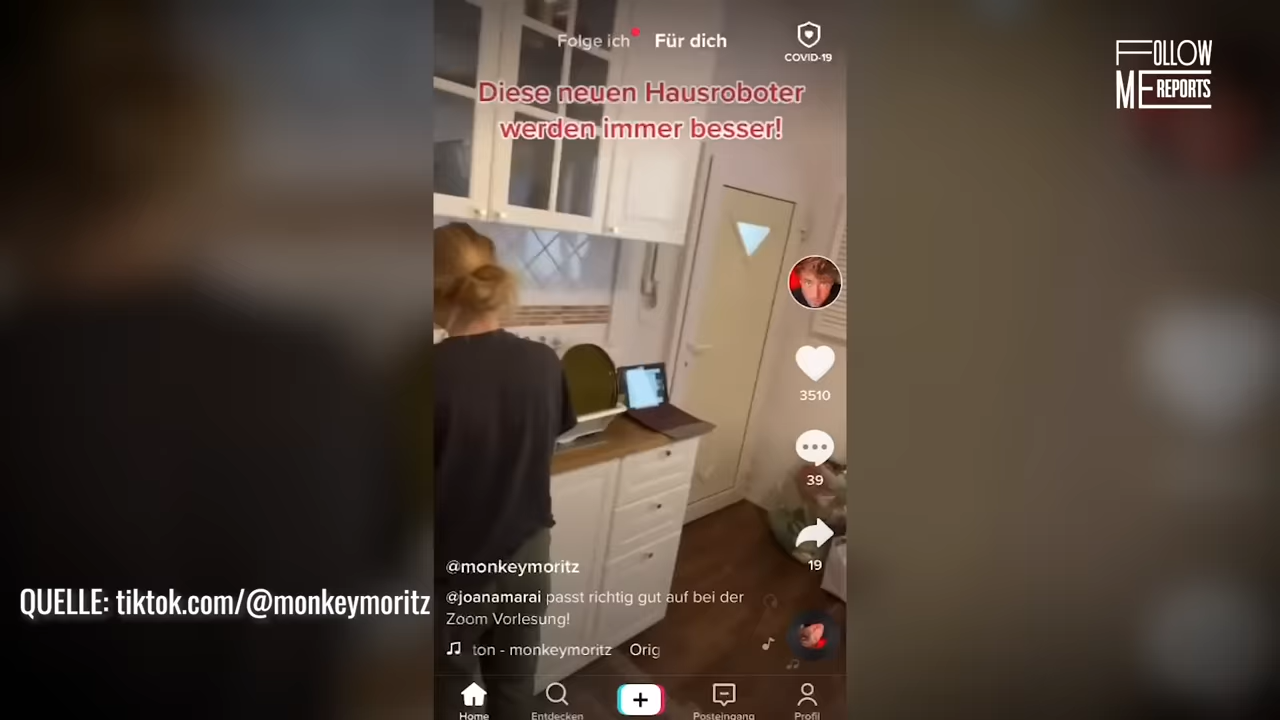 Folge ich
Für dich
COVID-19
FOLLOW
ME REPORTS
Diese neuen Hausroboter
werden immer besser!
3510
39
19
@monkeymoritz
@joanamarai passt richtig gut auf bei der
Zoom Vorlesung!
ton - monkeymoritz Orig
QUELLE: tiktok.com/@monkeymoritz
Home
Entdecken
Posteingang
Profil